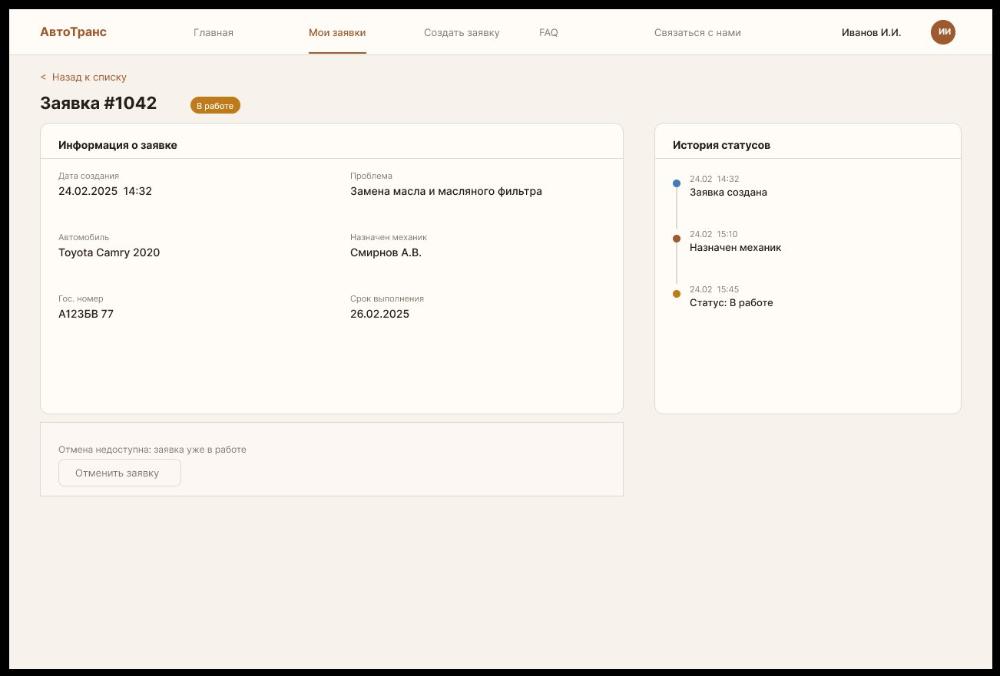 АвтоТранс Главная Мои заявки Создать заявку FAQ Связаться с нами Иванов И.И. ИИ
< Назад к списку
Заявка #1042 В работе
Информация о заявке
Дата создания
24.02.2025 14:32
Проблема
Замена масла и масляного фильтра
Автомобиль
Toyota Camry 2020
Назначен механик
Смирнов А.В.
Гос. номер
А123БВ 77
Срок выполнения
26.02.2025
История статусов
24.02 14:32
Заявка создана
24.02 15:10
Назначен механик
24.02 15:45
Статус: В работе
Отмена недоступна: заявка уже в работе
Отменить заявку